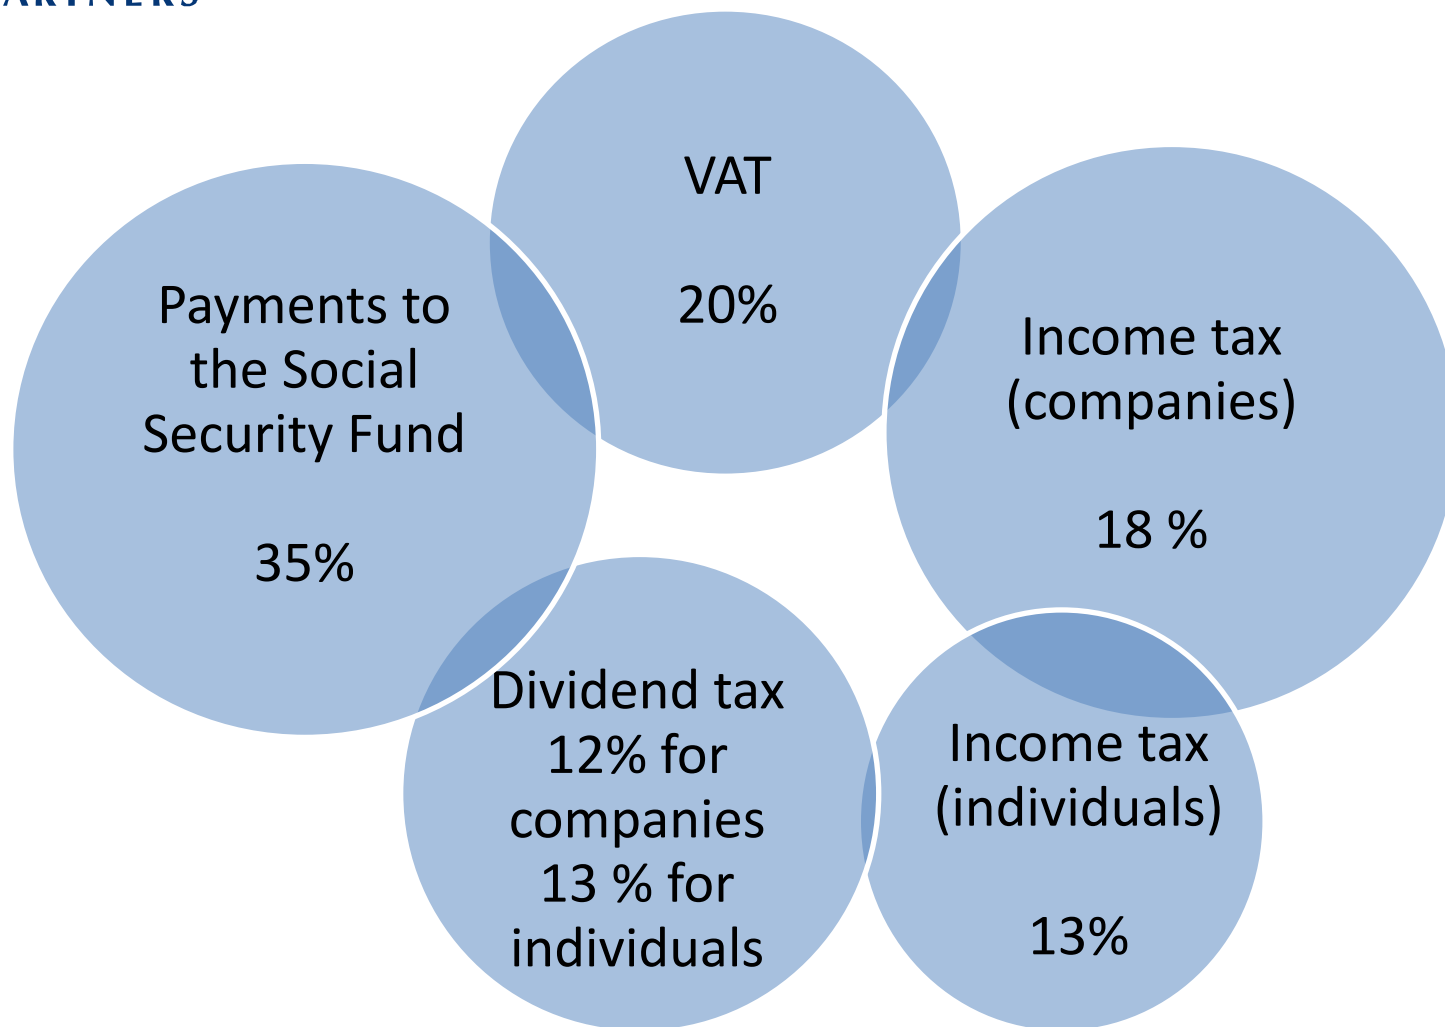 VAT
20%
Payments to
the Social
Security Fund
35%
Income tax
(companies)
18 %
Dividend tax
12% for
companies
13 % for
individuals
Income tax
(individuals)
13%